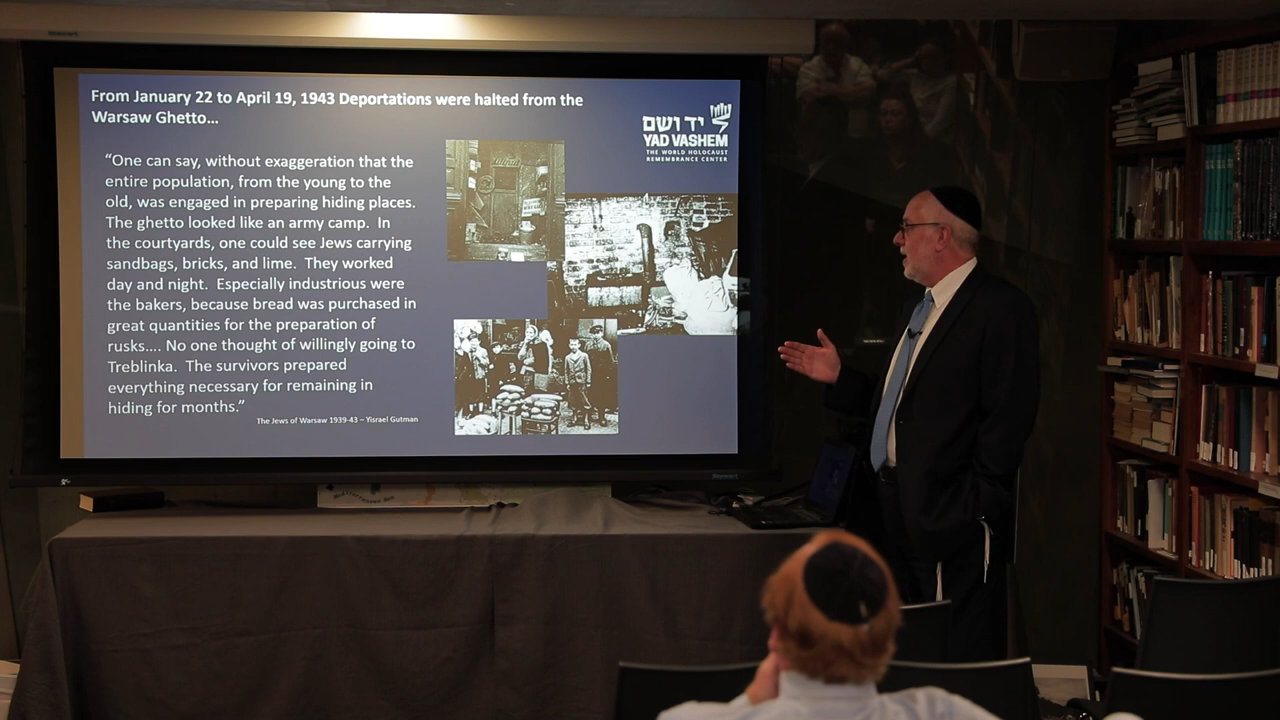 From January 22 to April 19, 1943 Deportations were halted from the
Warsaw Ghetto...
יד ושם
YAD VASHEM
THE WORLD HOLOCAUST
REMEMBRANCE CENTER
“One can say, without exaggeration that the
entire population, from the young to the
old, was engaged in preparing hiding places.
The ghetto looked like an army camp. In
the courtyards, one could see Jews carrying
sandbags, bricks, and lime. They worked
day and night. Especially industrious were
the bakers, because bread was purchased in
great quantities for the preparation of
rusks.... No one thought of willingly going to
Treblinka. The survivors prepared
everything necessary for remaining in
hiding for months.”
The Jews of Warsaw 1939-43 – Yisrael Gutman
Stewart
Mediterranean Sea